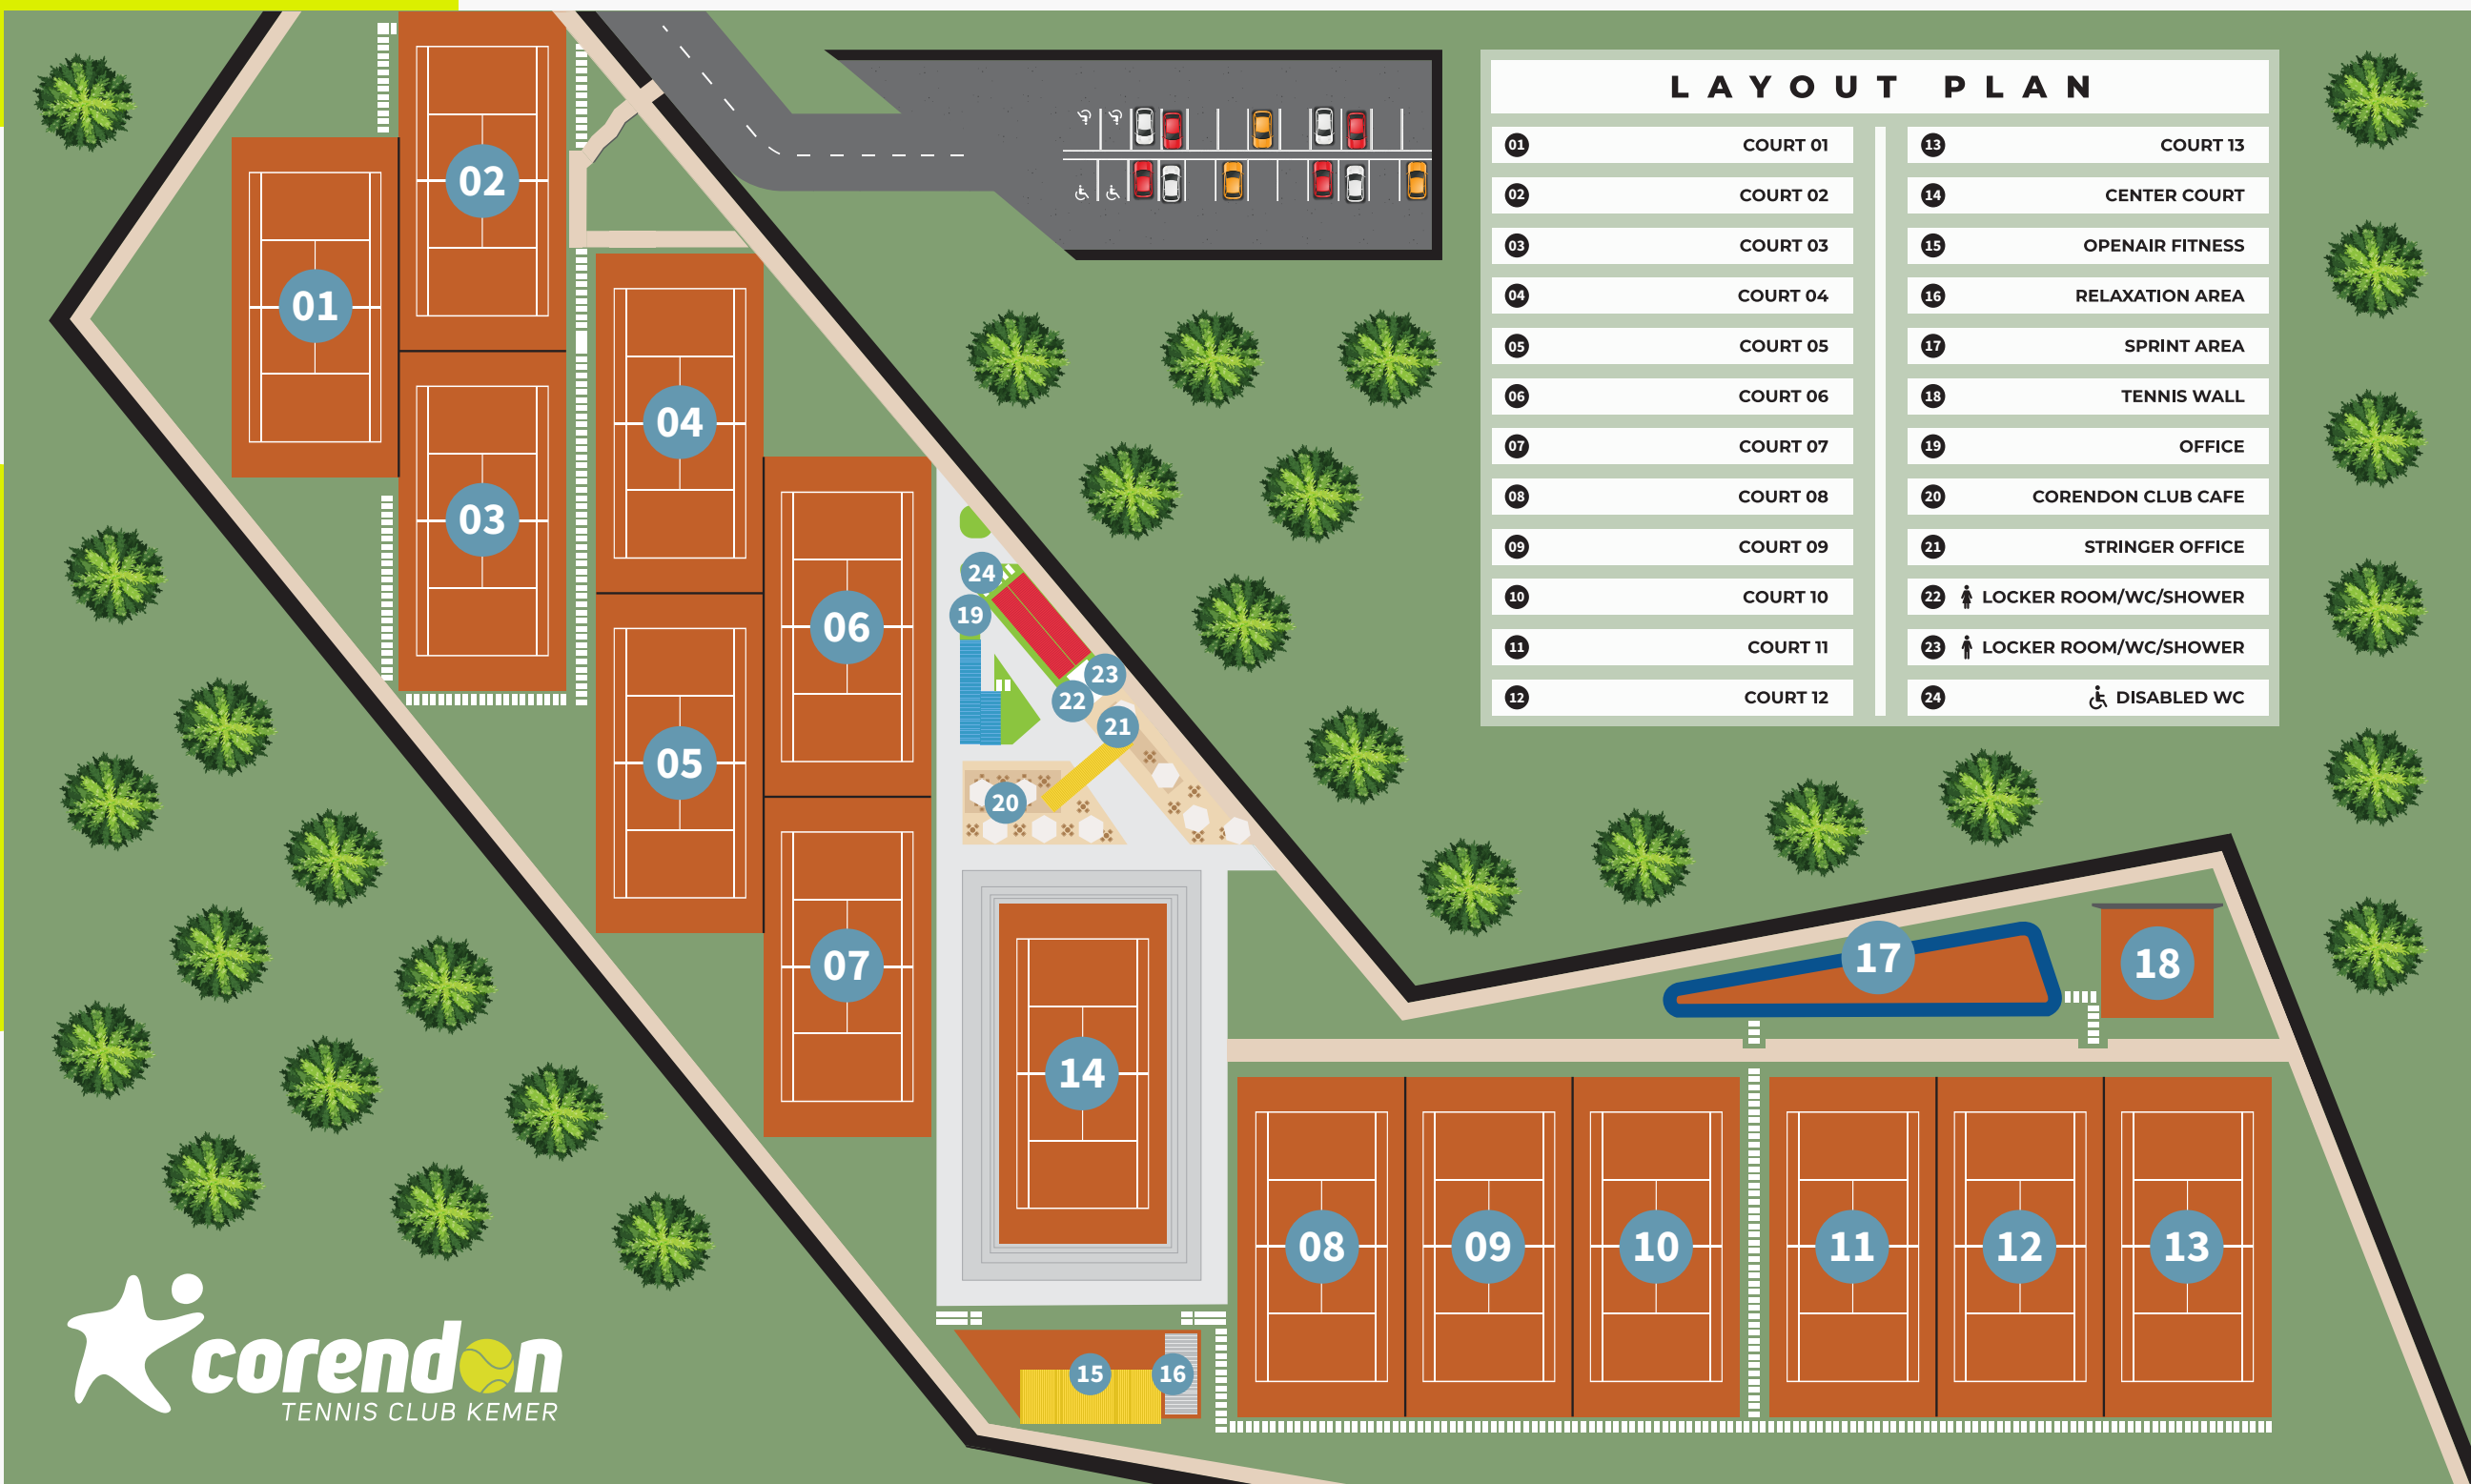 LAYOUT PLAN
01 COURT 01
02 COURT 02
03 COURT 03
04 COURT 04
05 COURT 05
06 COURT 06
07 COURT 07
08 COURT 08
09 COURT 09
10 COURT 10
11 COURT 11
12 COURT 12
13 COURT 13
14 CENTER COURT
15 OPENAIR FITNESS
16 RELAXATION AREA
17 SPRINT AREA
18 TENNIS WALL
19 OFFICE
20 CORENDON CLUB CAFE
21 STRINGER OFFICE
22 LOCKER ROOM/WC/SHOWER
23 LOCKER ROOM/WC/SHOWER
24 DISABLED WC
02
01
04
03
24
19
06
23
22
21
05
20
17
18
07
14
08
09
10
11
12
13
15
16
corendon
TENNIS CLUB KEMER